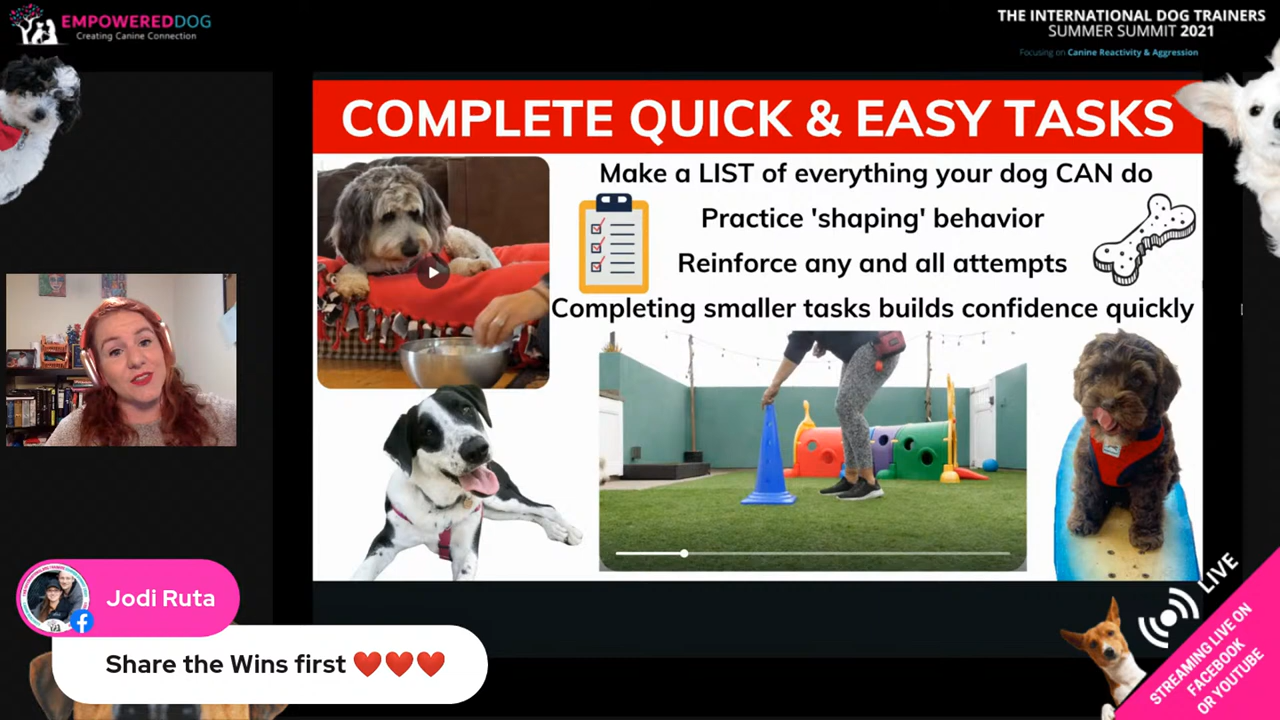 EMPOWEREDDOG
Creating Canine Connection
THE INTERNATIONAL DOG TRAINERS
SUMMER SUMMIT 2021
Focusing on Canine Reactivity & Aggression
COMPLETE QUICK & EASY TASKS
Make a LIST of everything your dog CAN do
Practice 'shaping' behavior
Reinforce any and all attempts
Completing smaller tasks builds confidence quickly
Jodi Ruta
Share the Wins first ❤️❤️❤️
LIVE
STREAMING LIVE ON
FACEBOOK
OR YOUTUBE